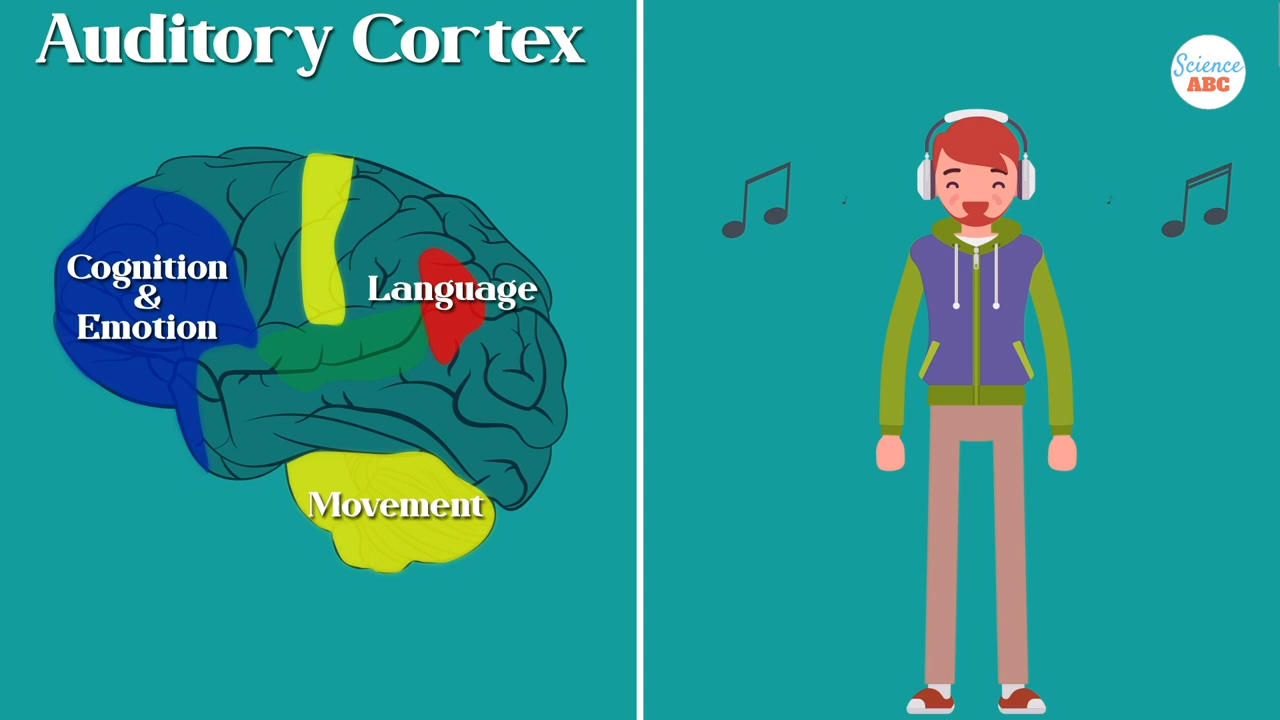 Auditory Cortex
Cognition
&
Emotion
Language
Movement
Science
ABC